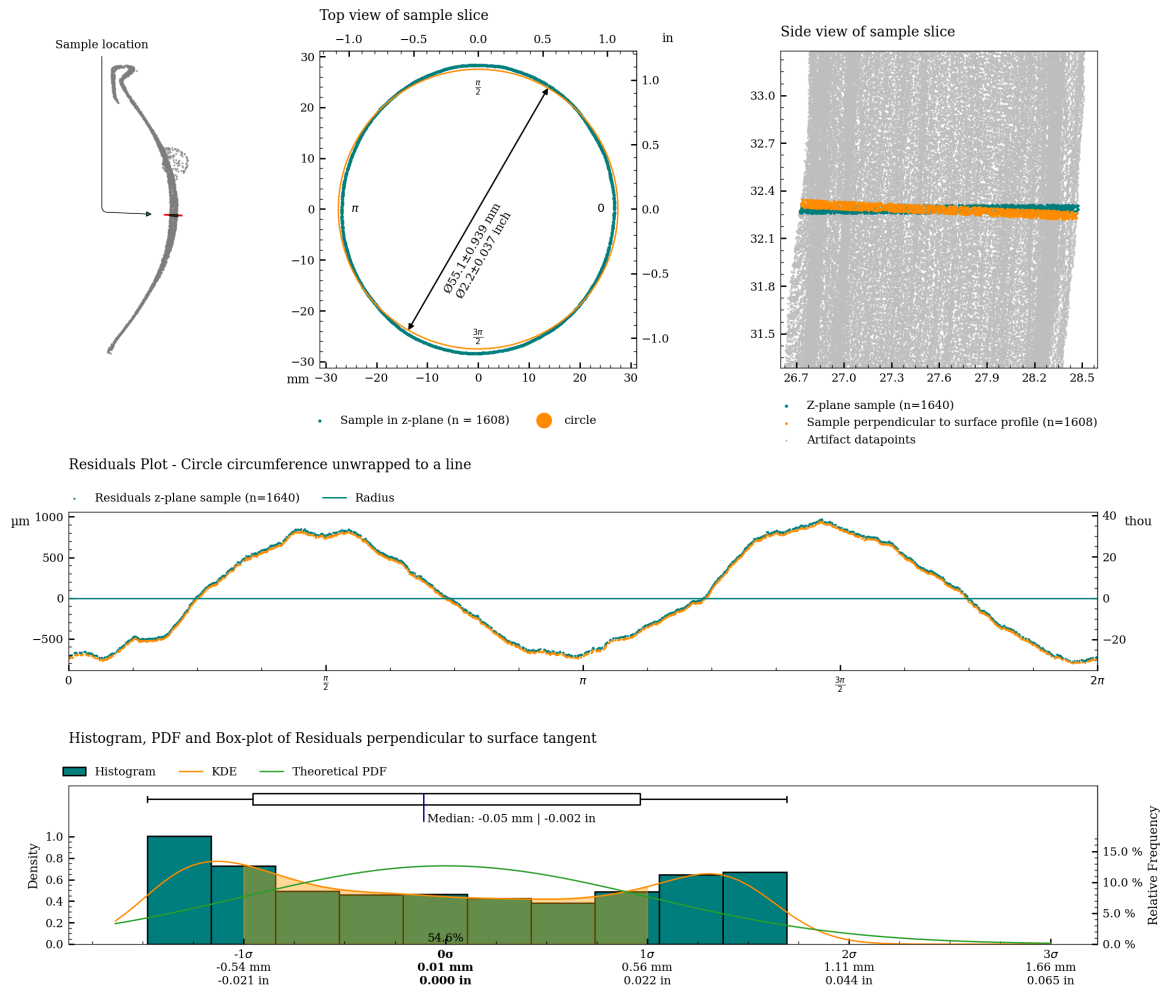 Sample location
Top view of sample slice
−1.0 −0.5 0.0 0.5 1.0 in
30
20
10
0
−10
−20
−30
mm
1.0
0.5
0.0
−0.5
−1.0
π/2
π
0
3π/2
Ø55.1±0.939 mm
Ø2.2±0.037 inch
−30 −20 −10 0 10 20 30
Sample in z-plane (n = 1608)
circle
Side view of sample slice
33.0
32.7
32.4
32.1
31.8
31.5
26.7 27.0 27.3 27.6 27.9 28.2 28.5
Z-plane sample (n=1640)
Sample perpendicular to surface profile (n=1608)
Artifact datapoints
Residuals Plot - Circle circumference unwrapped to a line
Residuals z-plane sample (n=1640)
Radius
µm
1000
500
0
−500
thou
40
20
0
−20
0 π/2 π 3π/2 2π
Histogram, PDF and Box-plot of Residuals perpendicular to surface tangent
Histogram
KDE
Theoretical PDF
Median: -0.05 mm | -0.002 in
Density
1.0
0.8
0.6
0.4
0.2
0.0
54.6%
Relative Frequency
15.0 %
10.0 %
5.0 %
0.0 %
-1σ 0σ 1σ 2σ 3σ
-0.54 mm 0.01 mm 0.56 mm 1.11 mm 1.66 mm
-0.021 in 0.000 in 0.022 in 0.044 in 0.065 in